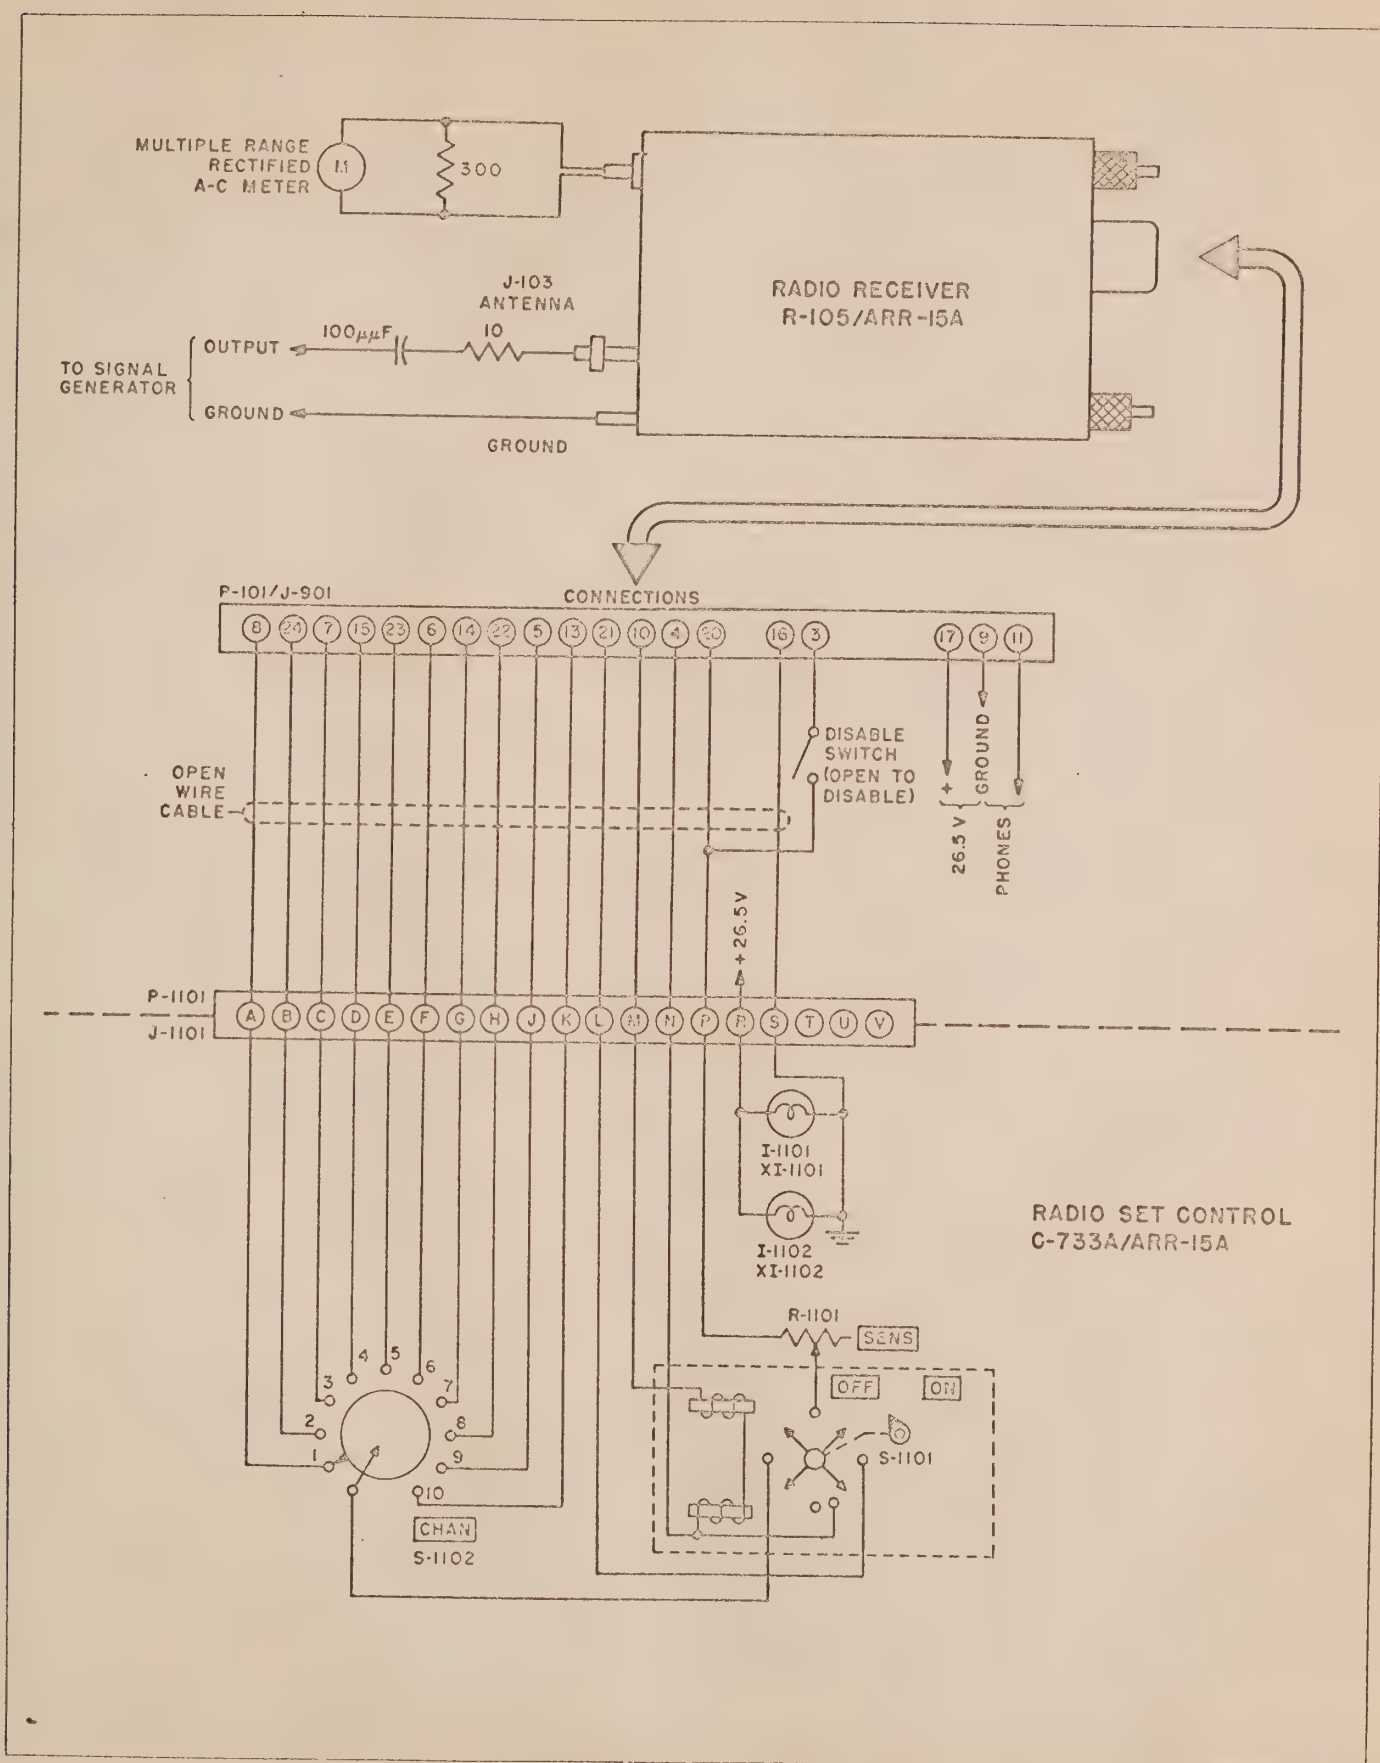 MULTIPLE RANGE
RECTIFIED
A-C METER
M
300
J-103
ANTENNA
100μμF
10
OUTPUT
TO SIGNAL
GENERATOR
GROUND
GROUND
RADIO RECEIVER
R-105/ARR-15A
P-101/J-901
CONNECTIONS
8 24 7 15 23 6 14 22 5 13 21 10 4 20 16 3 17 9 11
DISABLE
SWITCH
(OPEN TO
DISABLE)
OPEN
WIRE
CABLE
+
GROUND
26.5 V
PHONES
+26.5V
P-1101
J-1101
A B C D E F G H J K L M N P R S T U V
I-1101
XI-1101
I-1102
XI-1102
RADIO SET CONTROL
C-733A/ARR-15A
R-1101
SENS
OFF
ON
S-1101
1
2
3
4
5
6
7
8
9
10
CHAN
S-1102